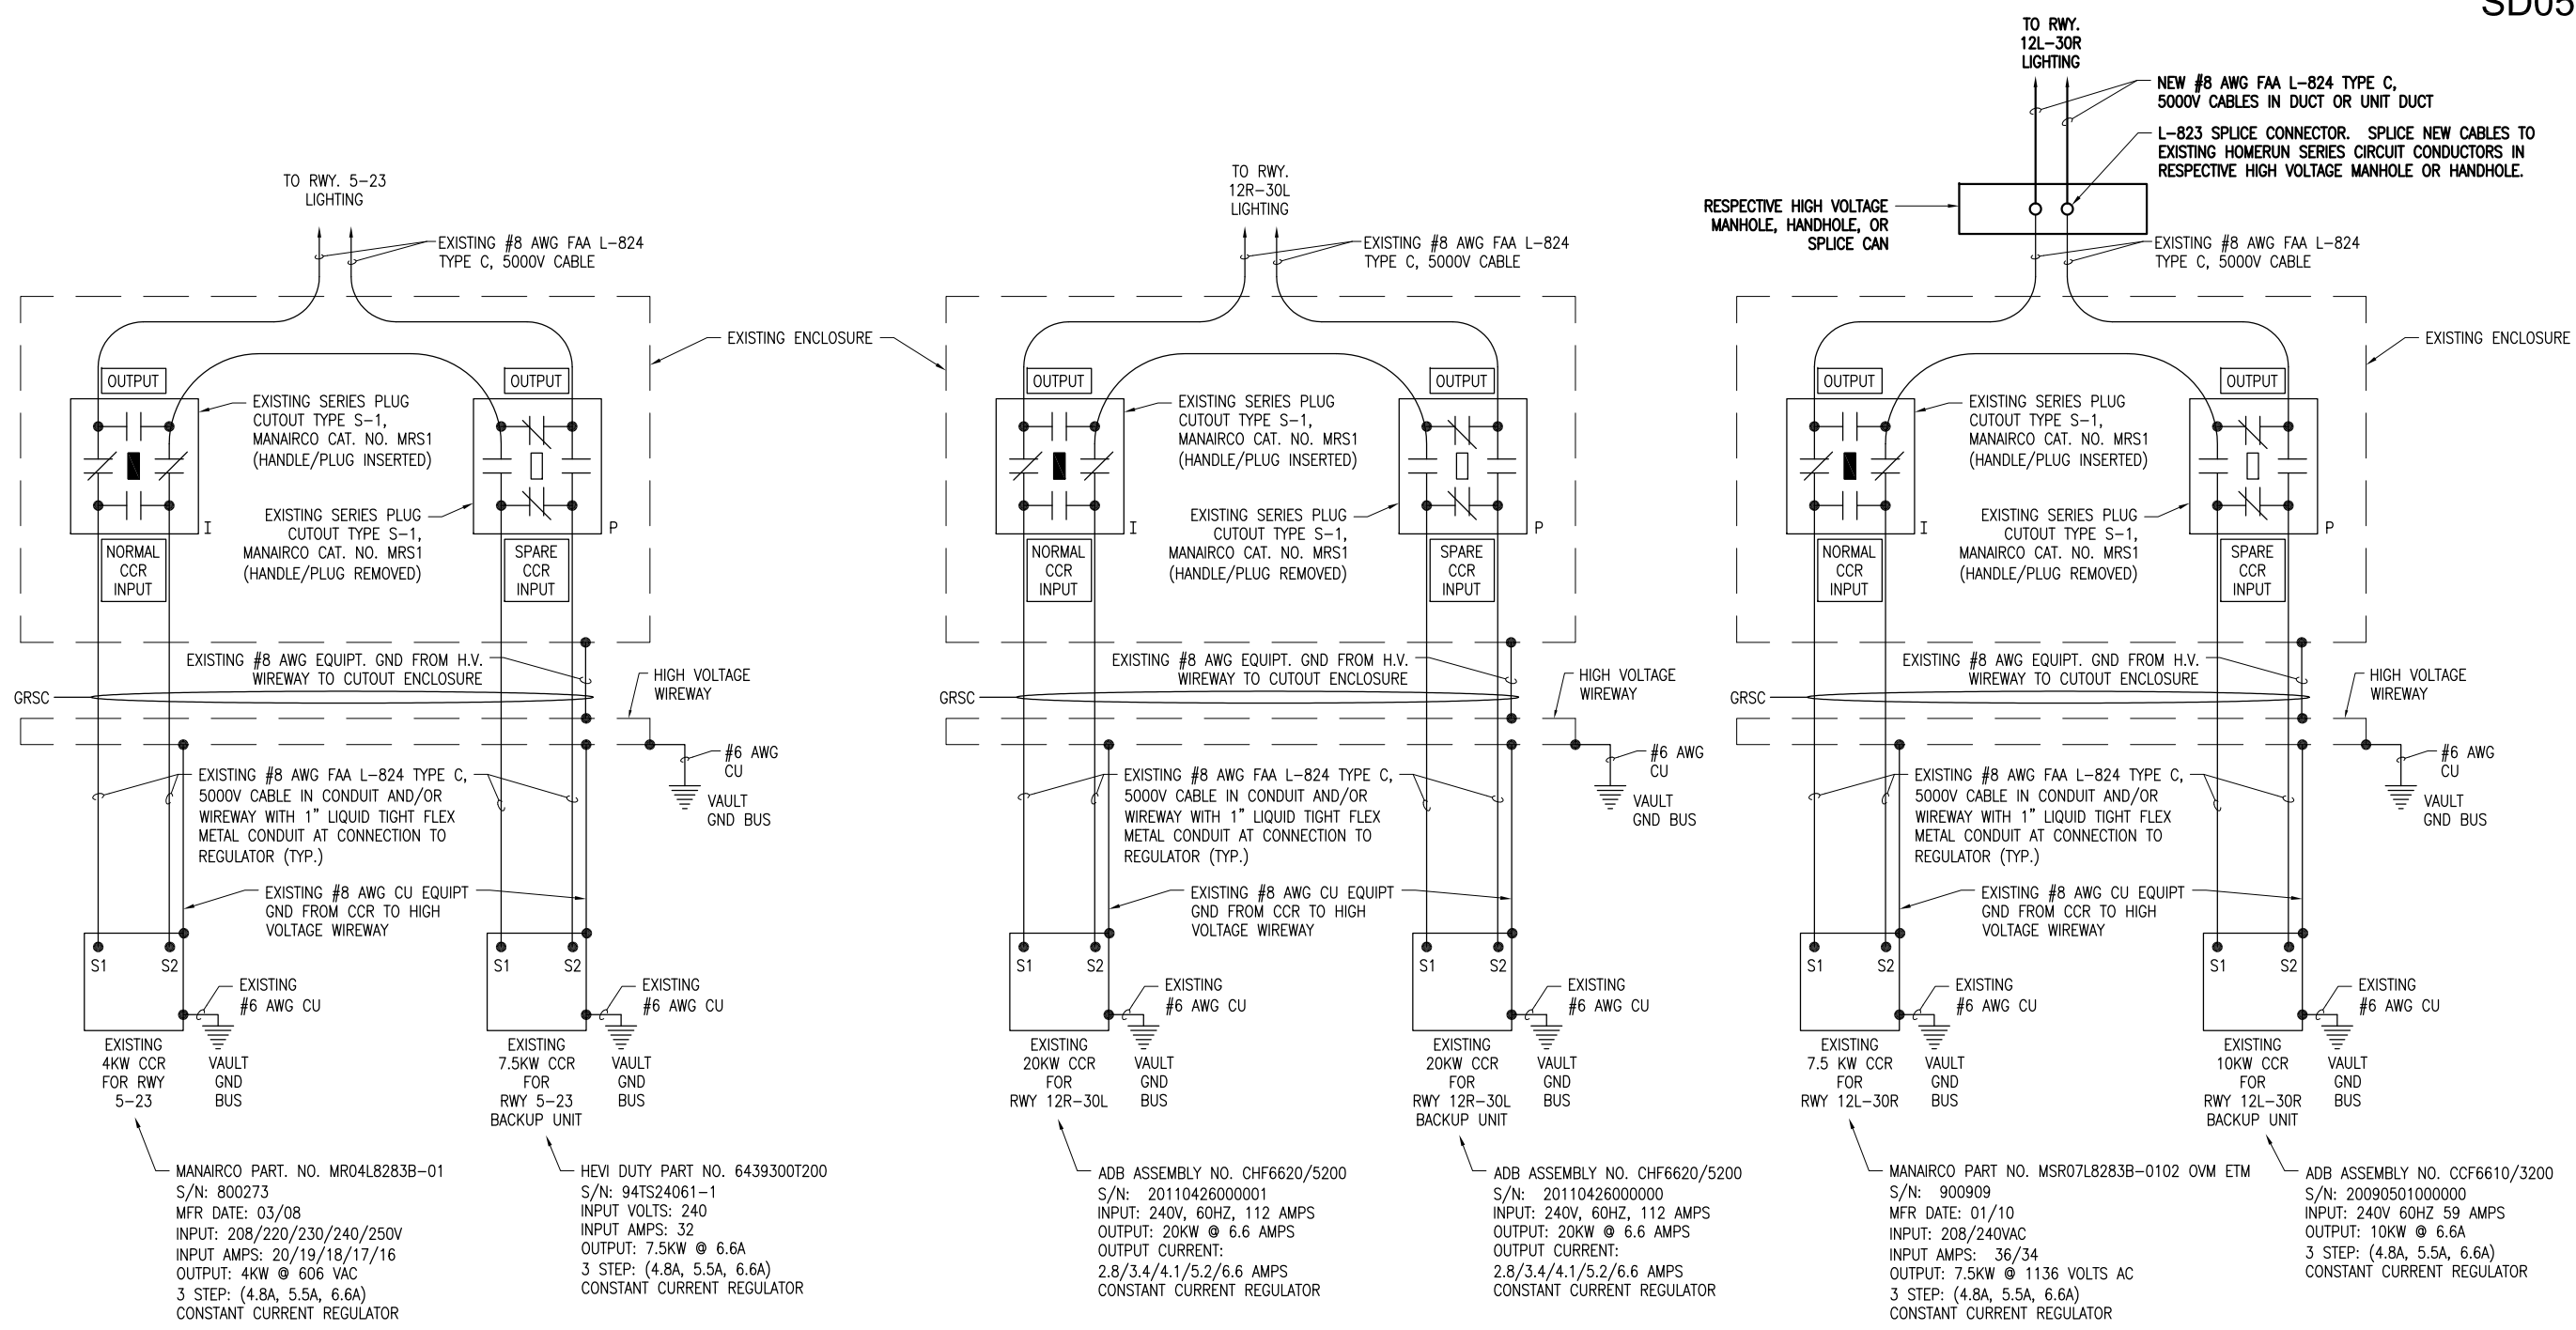 SD05
TO RWY.
12L-30R
LIGHTING
NEW #8 AWG FAA L-824 TYPE C,
5000V CABLES IN DUCT OR UNIT DUCT
L-823 SPLICE CONNECTOR. SPLICE NEW CABLES TO
EXISTING HOMERUN SERIES CIRCUIT CONDUCTORS IN
RESPECTIVE HIGH VOLTAGE MANHOLE OR HANDHOLE.
RESPECTIVE HIGH VOLTAGE
MANHOLE, HANDHOLE, OR
SPLICE CAN
TO RWY. 5-23
LIGHTING
EXISTING #8 AWG FAA L-824
TYPE C, 5000V CABLE
EXISTING ENCLOSURE
OUTPUT
OUTPUT
EXISTING SERIES PLUG
CUTOUT TYPE S-1,
MANAIRCO CAT. NO. MRS1
(HANDLE/PLUG INSERTED)
EXISTING SERIES PLUG
CUTOUT TYPE S-1,
MANAIRCO CAT. NO. MRS1
(HANDLE/PLUG REMOVED)
I
P
NORMAL
CCR
INPUT
SPARE
CCR
INPUT
EXISTING #8 AWG EQUIPT. GND FROM H.V.
WIREWAY TO CUTOUT ENCLOSURE
GRSC
HIGH VOLTAGE
WIREWAY
#6 AWG
CU
VAULT
GND BUS
EXISTING #8 AWG FAA L-824 TYPE C,
5000V CABLE IN CONDUIT AND/OR
WIREWAY WITH 1" LIQUID TIGHT FLEX
METAL CONDUIT AT CONNECTION TO
REGULATOR (TYP.)
EXISTING #8 AWG CU EQUIPT
GND FROM CCR TO HIGH
VOLTAGE WIREWAY
S1 S2
S1 S2
EXISTING
#6 AWG CU
EXISTING
#6 AWG CU
EXISTING
4KW CCR
FOR RWY
5-23
VAULT
GND
BUS
EXISTING
7.5KW CCR
FOR
RWY 5-23
BACKUP UNIT
VAULT
GND
BUS
MANAIRCO PART. NO. MR04L8283B-01
S/N: 800273
MFR DATE: 03/08
INPUT: 208/220/230/240/250V
INPUT AMPS: 20/19/18/17/16
OUTPUT: 4KW @ 606 VAC
3 STEP: (4.8A, 5.5A, 6.6A)
CONSTANT CURRENT REGULATOR
HEVI DUTY PART NO. 6439300T200
S/N: 94TS24061-1
INPUT VOLTS: 240
INPUT AMPS: 32
OUTPUT: 7.5KW @ 6.6A
3 STEP: (4.8A, 5.5A, 6.6A)
CONSTANT CURRENT REGULATOR
TO RWY.
12R-30L
LIGHTING
EXISTING #8 AWG FAA L-824
TYPE C, 5000V CABLE
OUTPUT
OUTPUT
EXISTING SERIES PLUG
CUTOUT TYPE S-1,
MANAIRCO CAT. NO. MRS1
(HANDLE/PLUG INSERTED)
EXISTING SERIES PLUG
CUTOUT TYPE S-1,
MANAIRCO CAT. NO. MRS1
(HANDLE/PLUG REMOVED)
I
P
NORMAL
CCR
INPUT
SPARE
CCR
INPUT
EXISTING #8 AWG EQUIPT. GND FROM H.V.
WIREWAY TO CUTOUT ENCLOSURE
GRSC
HIGH VOLTAGE
WIREWAY
#6 AWG
CU
VAULT
GND BUS
EXISTING #8 AWG FAA L-824 TYPE C,
5000V CABLE IN CONDUIT AND/OR
WIREWAY WITH 1" LIQUID TIGHT FLEX
METAL CONDUIT AT CONNECTION TO
REGULATOR (TYP.)
EXISTING #8 AWG CU EQUIPT
GND FROM CCR TO HIGH
VOLTAGE WIREWAY
S1 S2
S1 S2
EXISTING
#6 AWG CU
EXISTING
#6 AWG CU
EXISTING
20KW CCR
FOR
RWY 12R-30L
VAULT
GND
BUS
EXISTING
20KW CCR
FOR
RWY 12R-30L
BACKUP UNIT
VAULT
GND
BUS
ADB ASSEMBLY NO. CHF6620/5200
S/N: 20110426000001
INPUT: 240V, 60HZ, 112 AMPS
OUTPUT: 20KW @ 6.6 AMPS
OUTPUT CURRENT:
2.8/3.4/4.1/5.2/6.6 AMPS
CONSTANT CURRENT REGULATOR
ADB ASSEMBLY NO. CHF6620/5200
S/N: 20110426000000
INPUT: 240V, 60HZ, 112 AMPS
OUTPUT: 20KW @ 6.6 AMPS
OUTPUT CURRENT:
2.8/3.4/4.1/5.2/6.6 AMPS
CONSTANT CURRENT REGULATOR
EXISTING #8 AWG FAA L-824
TYPE C, 5000V CABLE
EXISTING ENCLOSURE
OUTPUT
OUTPUT
EXISTING SERIES PLUG
CUTOUT TYPE S-1,
MANAIRCO CAT. NO. MRS1
(HANDLE/PLUG INSERTED)
EXISTING SERIES PLUG
CUTOUT TYPE S-1,
MANAIRCO CAT. NO. MRS1
(HANDLE/PLUG REMOVED)
I
P
NORMAL
CCR
INPUT
SPARE
CCR
INPUT
EXISTING #8 AWG EQUIPT. GND FROM H.V.
WIREWAY TO CUTOUT ENCLOSURE
GRSC
HIGH VOLTAGE
WIREWAY
#6 AWG
CU
VAULT
GND BUS
EXISTING #8 AWG FAA L-824 TYPE C,
5000V CABLE IN CONDUIT AND/OR
WIREWAY WITH 1" LIQUID TIGHT FLEX
METAL CONDUIT AT CONNECTION TO
REGULATOR (TYP.)
EXISTING #8 AWG CU EQUIPT
GND FROM CCR TO HIGH
VOLTAGE WIREWAY
S1 S2
S1 S2
EXISTING
#6 AWG CU
EXISTING
#6 AWG CU
EXISTING
7.5 KW CCR
FOR
RWY 12L-30R
VAULT
GND
BUS
EXISTING
10KW CCR
FOR
RWY 12L-30R
BACKUP UNIT
VAULT
GND
BUS
MANAIRCO PART NO. MSR07L8283B-0102 OVM ETM
S/N: 900909
MFR DATE: 01/10
INPUT: 208/240VAC
INPUT AMPS: 36/34
OUTPUT: 7.5KW @ 1136 VOLTS AC
3 STEP: (4.8A, 5.5A, 6.6A)
CONSTANT CURRENT REGULATOR
ADB ASSEMBLY NO. CCF6610/3200
S/N: 20090501000000
INPUT: 240V 60HZ 59 AMPS
OUTPUT: 10KW @ 6.6A
3 STEP: (4.8A, 5.5A, 6.6A)
CONSTANT CURRENT REGULATOR